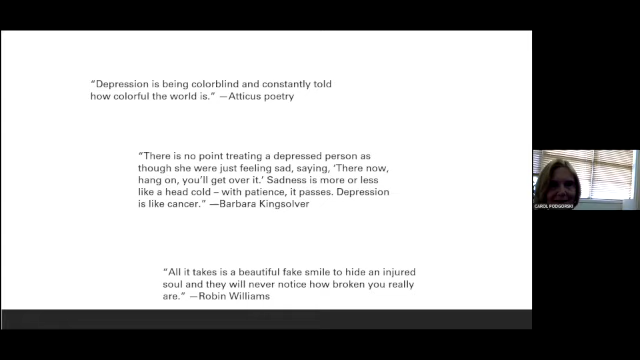 “Depression is being colorblind and constantly told
how colorful the world is.” —Atticus poetry
“There is no point treating a depressed person as
though she were just feeling sad, saying, ‘There now,
hang on, you’ll get over it.’ Sadness is more or less
like a head cold – with patience, it passes. Depression
is like cancer.” —Barbara Kingsolver
“All it takes is a beautiful fake smile to hide an injured
soul and they will never notice how broken you really
are.” —Robin Williams
CAROL PODGORSKI